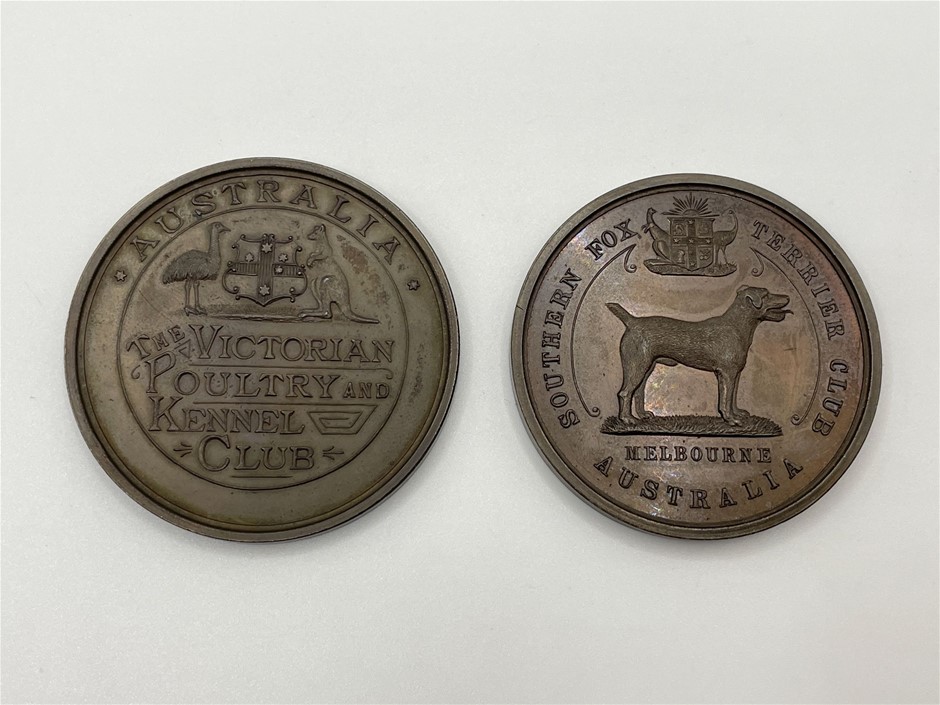 AUSTRALIA
THE VICTORIAN
POULTRY AND
KENNEL
CLUB
SOUTHERN FOX TERRIER CLUB
MELBOURNE
AUSTRALIA